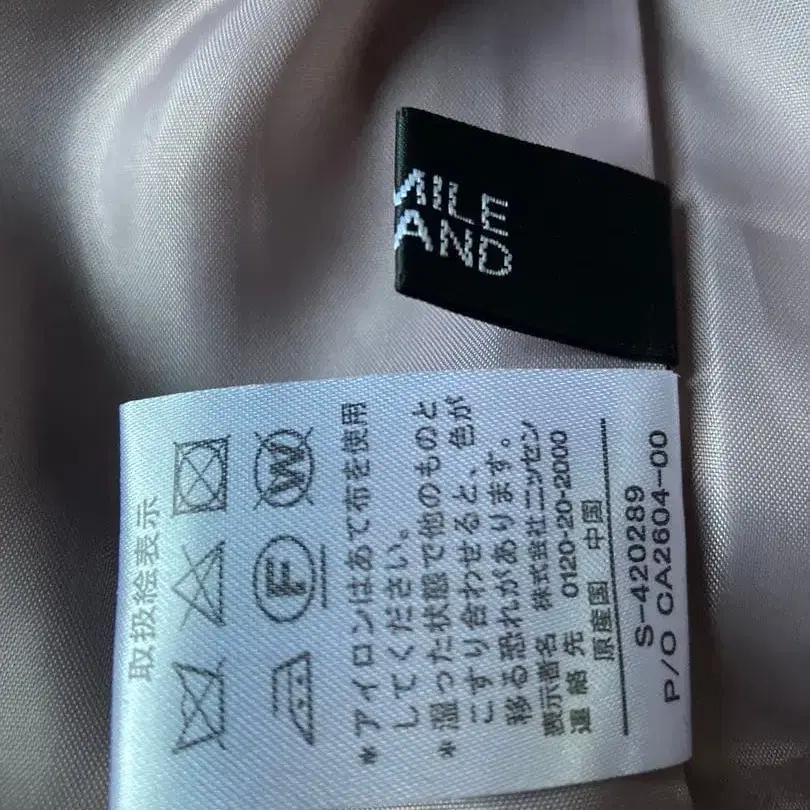 MILE
AND
取扱絵表示
F
W
＊アイロンはあて布を使用
してください。
＊湿った状態で他のものと
こすり合わせると、色が
移る恐れがあります。
表示者名 株式会社ニッセン
連絡先 0120-20-2000
原産国 中国
S-420289
P/O CA2604-00